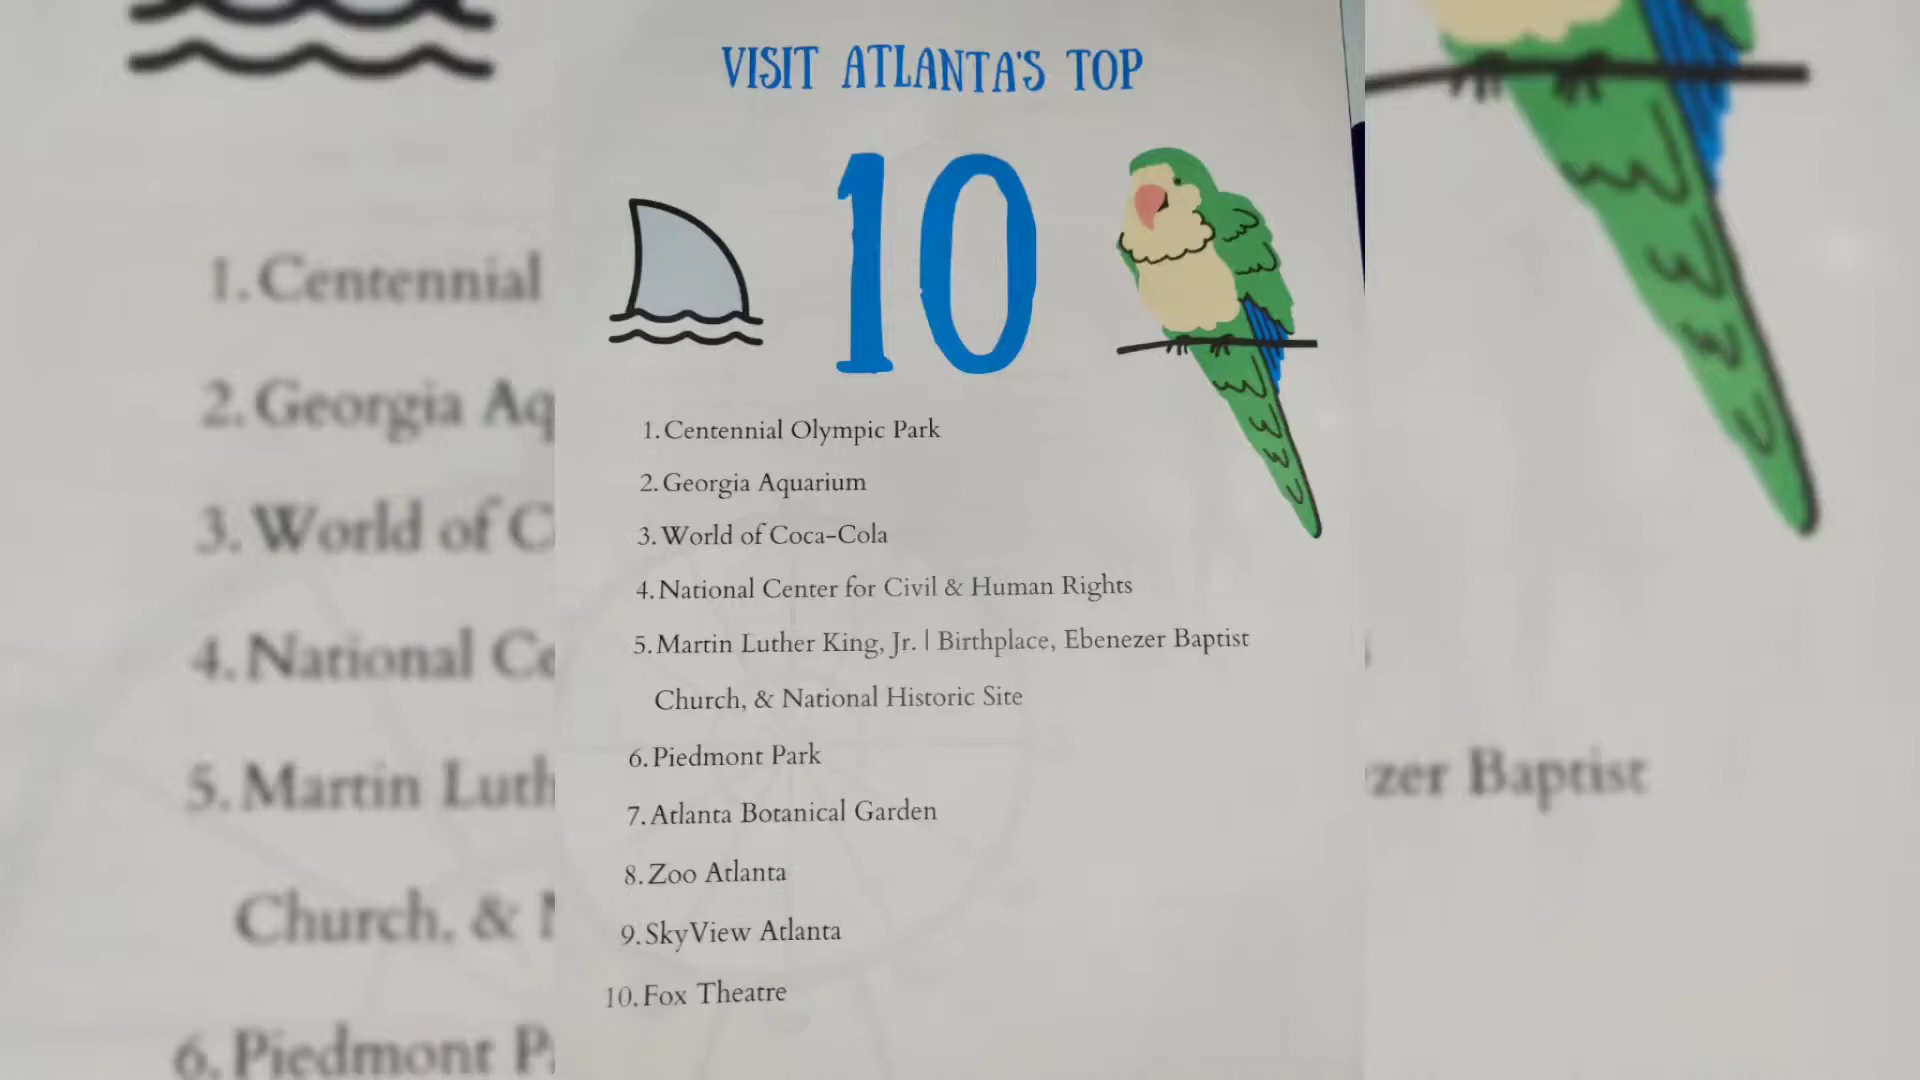 VISIT ATLANTA'S TOP
10
1. Centennial Olympic Park
2. Georgia Aquarium
3. World of Coca-Cola
4. National Center for Civil & Human Rights
5. Martin Luther King, Jr. | Birthplace, Ebenezer Baptist
Church, & National Historic Site
6. Piedmont Park
7. Atlanta Botanical Garden
8. Zoo Atlanta
9. SkyView Atlanta
10. Fox Theatre